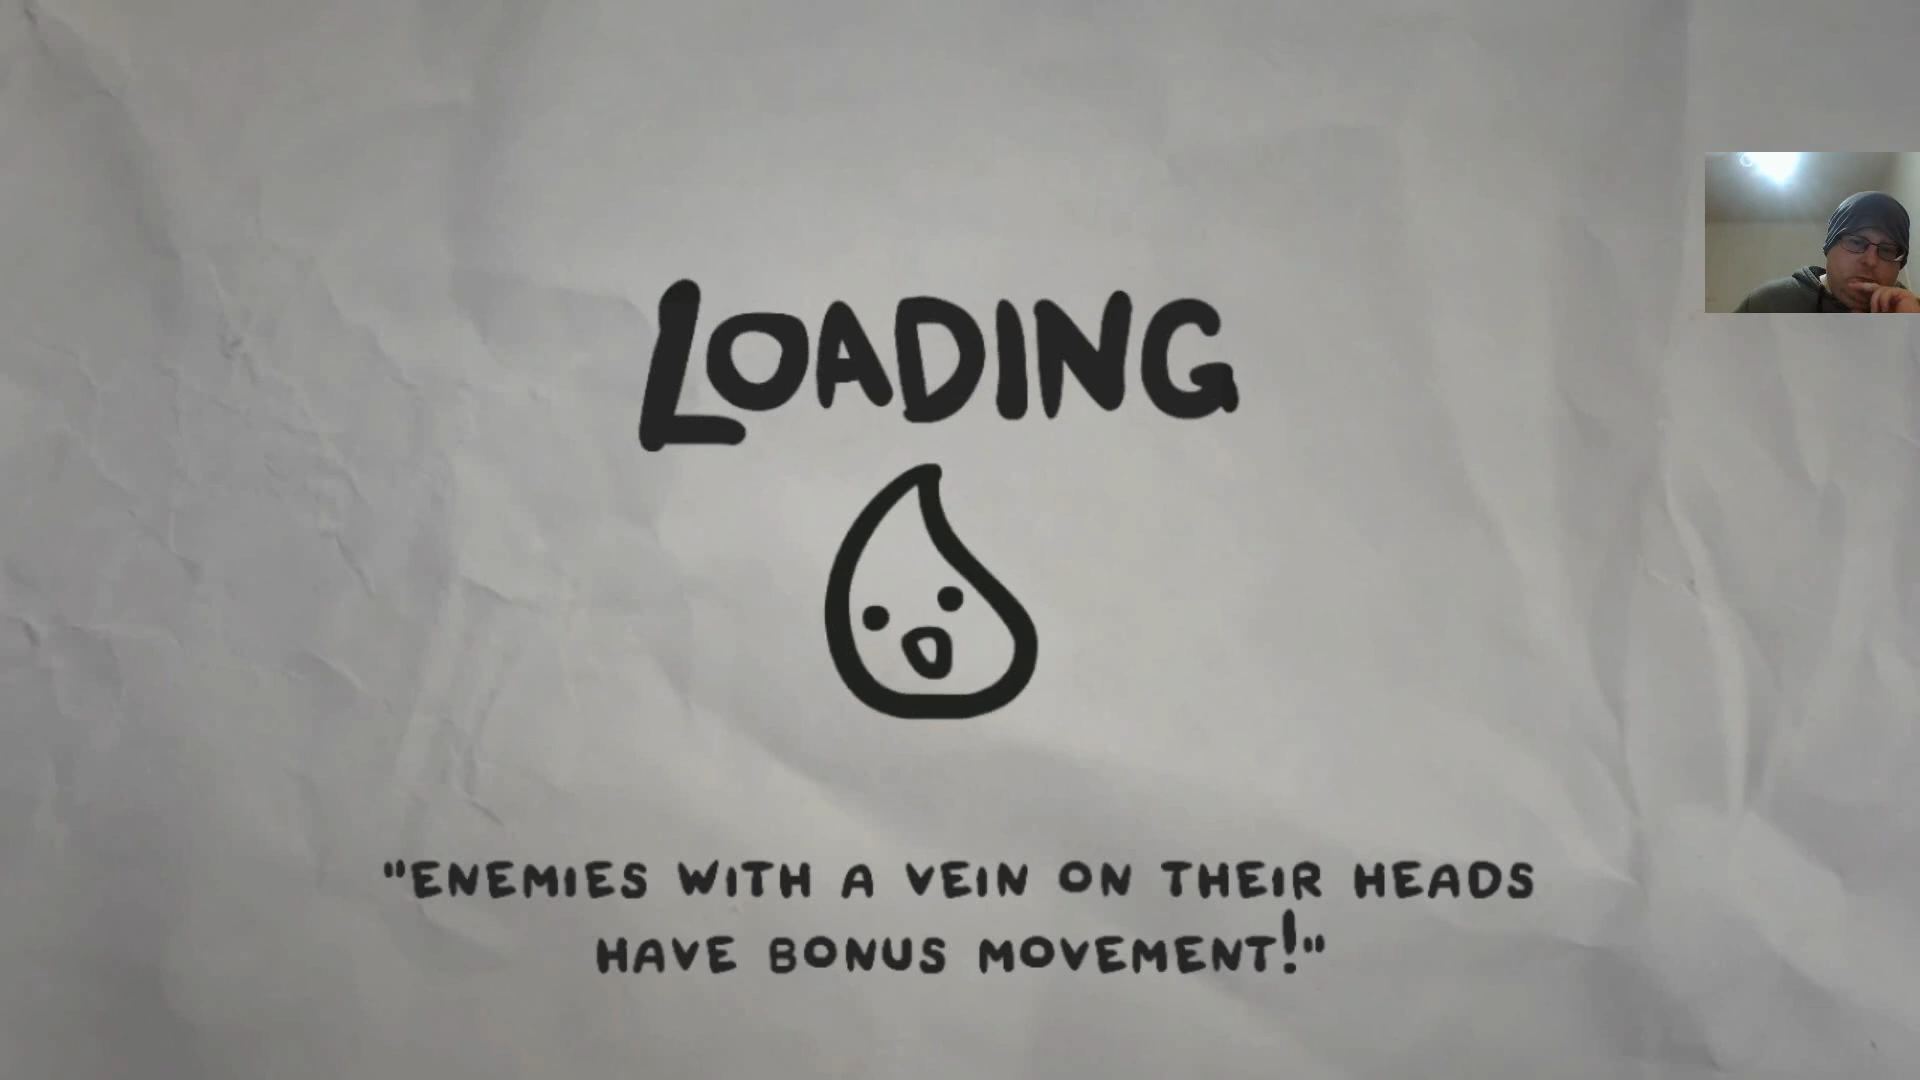 LOADING
"ENEMIES WITH A VEIN ON THEIR HEADS
HAVE BONUS MOVEMENT!"